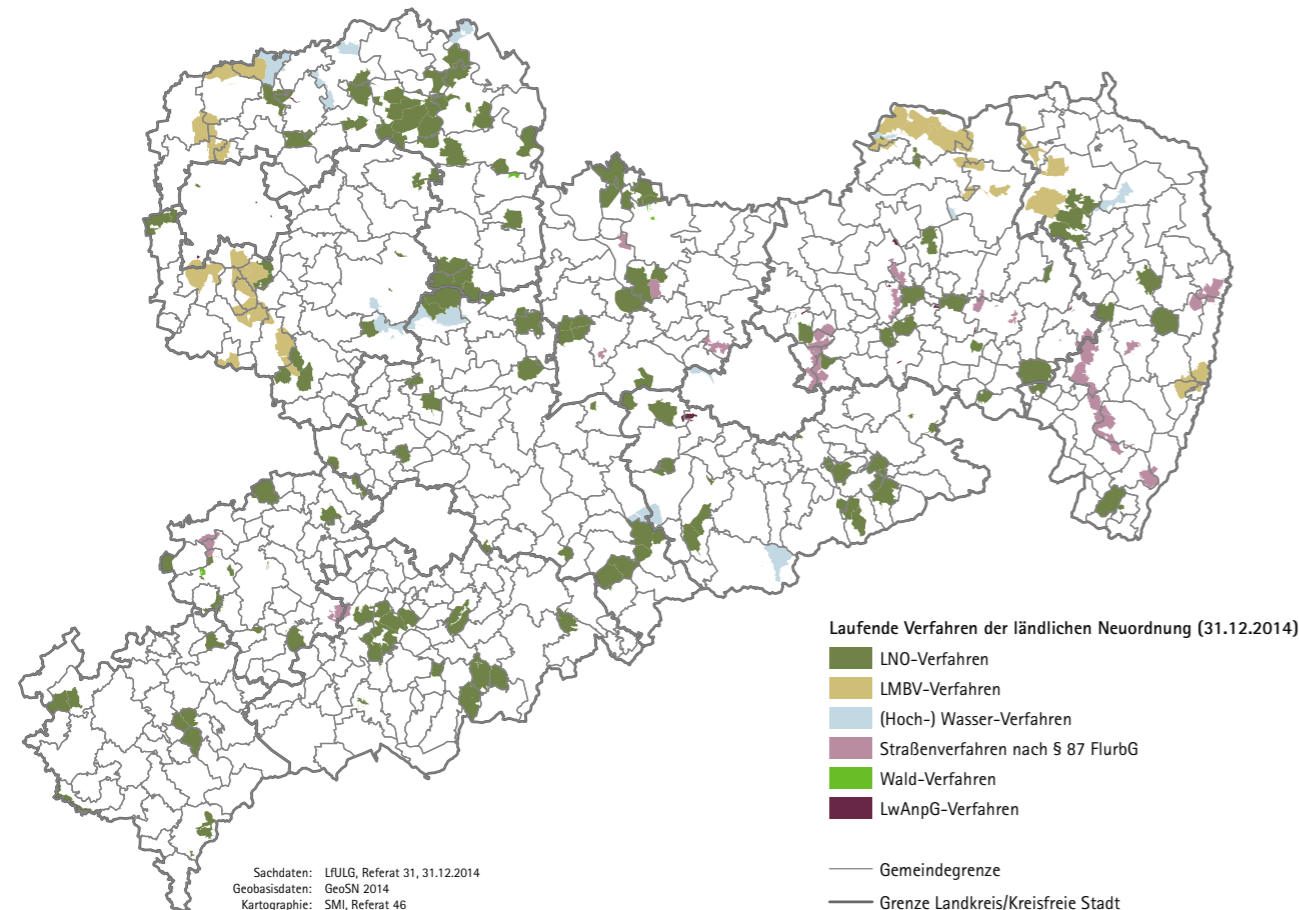 Laufende Verfahren der ländlichen Neuordnung (31.12.2014)
LNO-Verfahren
LMBV-Verfahren
(Hoch-) Wasser-Verfahren
Straßenverfahren nach § 87 FlurbG
Wald-Verfahren
LwAnpG-Verfahren
Gemeindegrenze
Grenze Landkreis/Kreisfreie Stadt
Sachdaten: LfULG, Referat 31, 31.12.2014
Geobasisdaten: GeoSN 2014
Kartographie: SMI, Referat 46